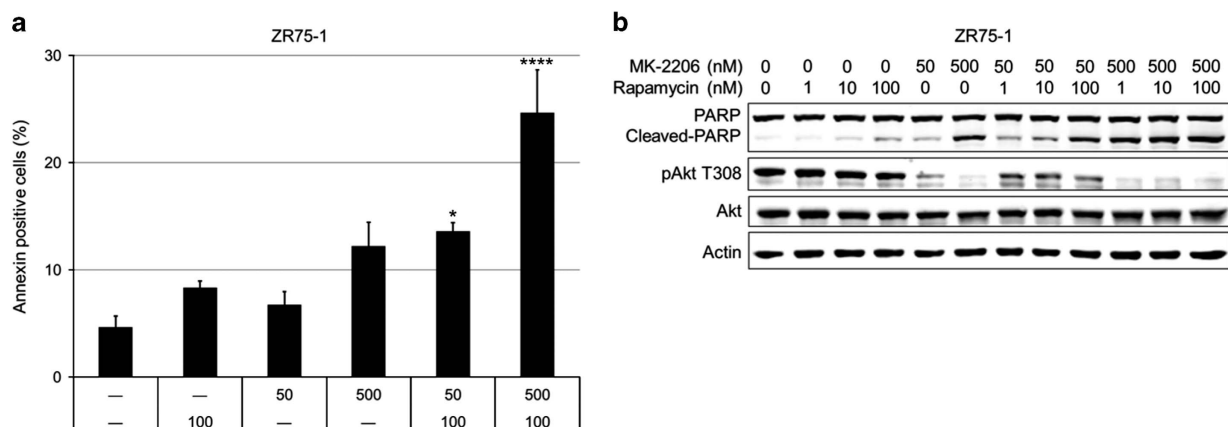 a
ZR75-1
Annexin positive cells (%)
30
20
10
0
*
****
— — 50 500 50 500
— 100 — — 100 100
b
ZR75-1
MK-2206 (nM) 0 0 0 0 50 500 50 50 50 500 500 500
Rapamycin (nM) 0 1 10 100 0 0 1 10 100 1 10 100
PARP
Cleaved-PARP
pAkt T308
Akt
Actin